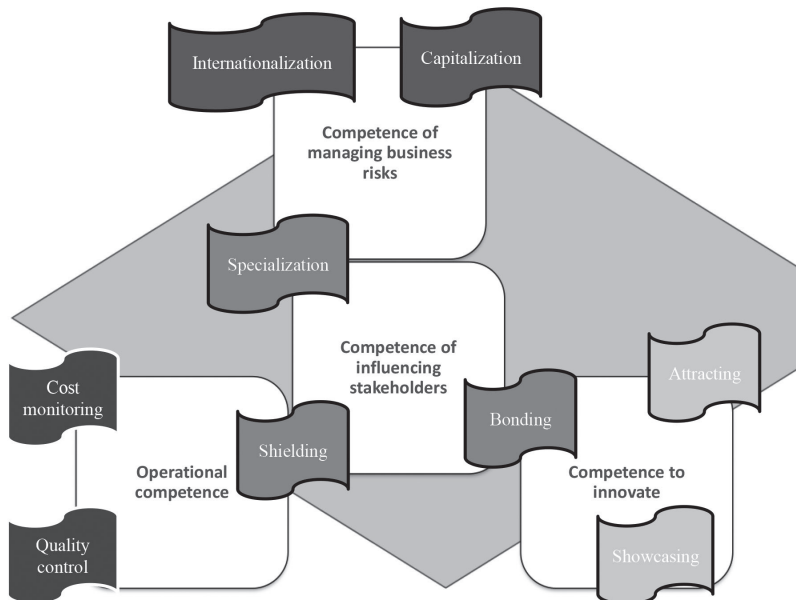 Internationalization
Capitalization
Competence of
managing business
risks
Specialization
Competence of
influencing
stakeholders
Attracting
Cost
monitoring
Bonding
Shielding
Operational
competence
Competence to
innovate
Quality
control
Showcasing